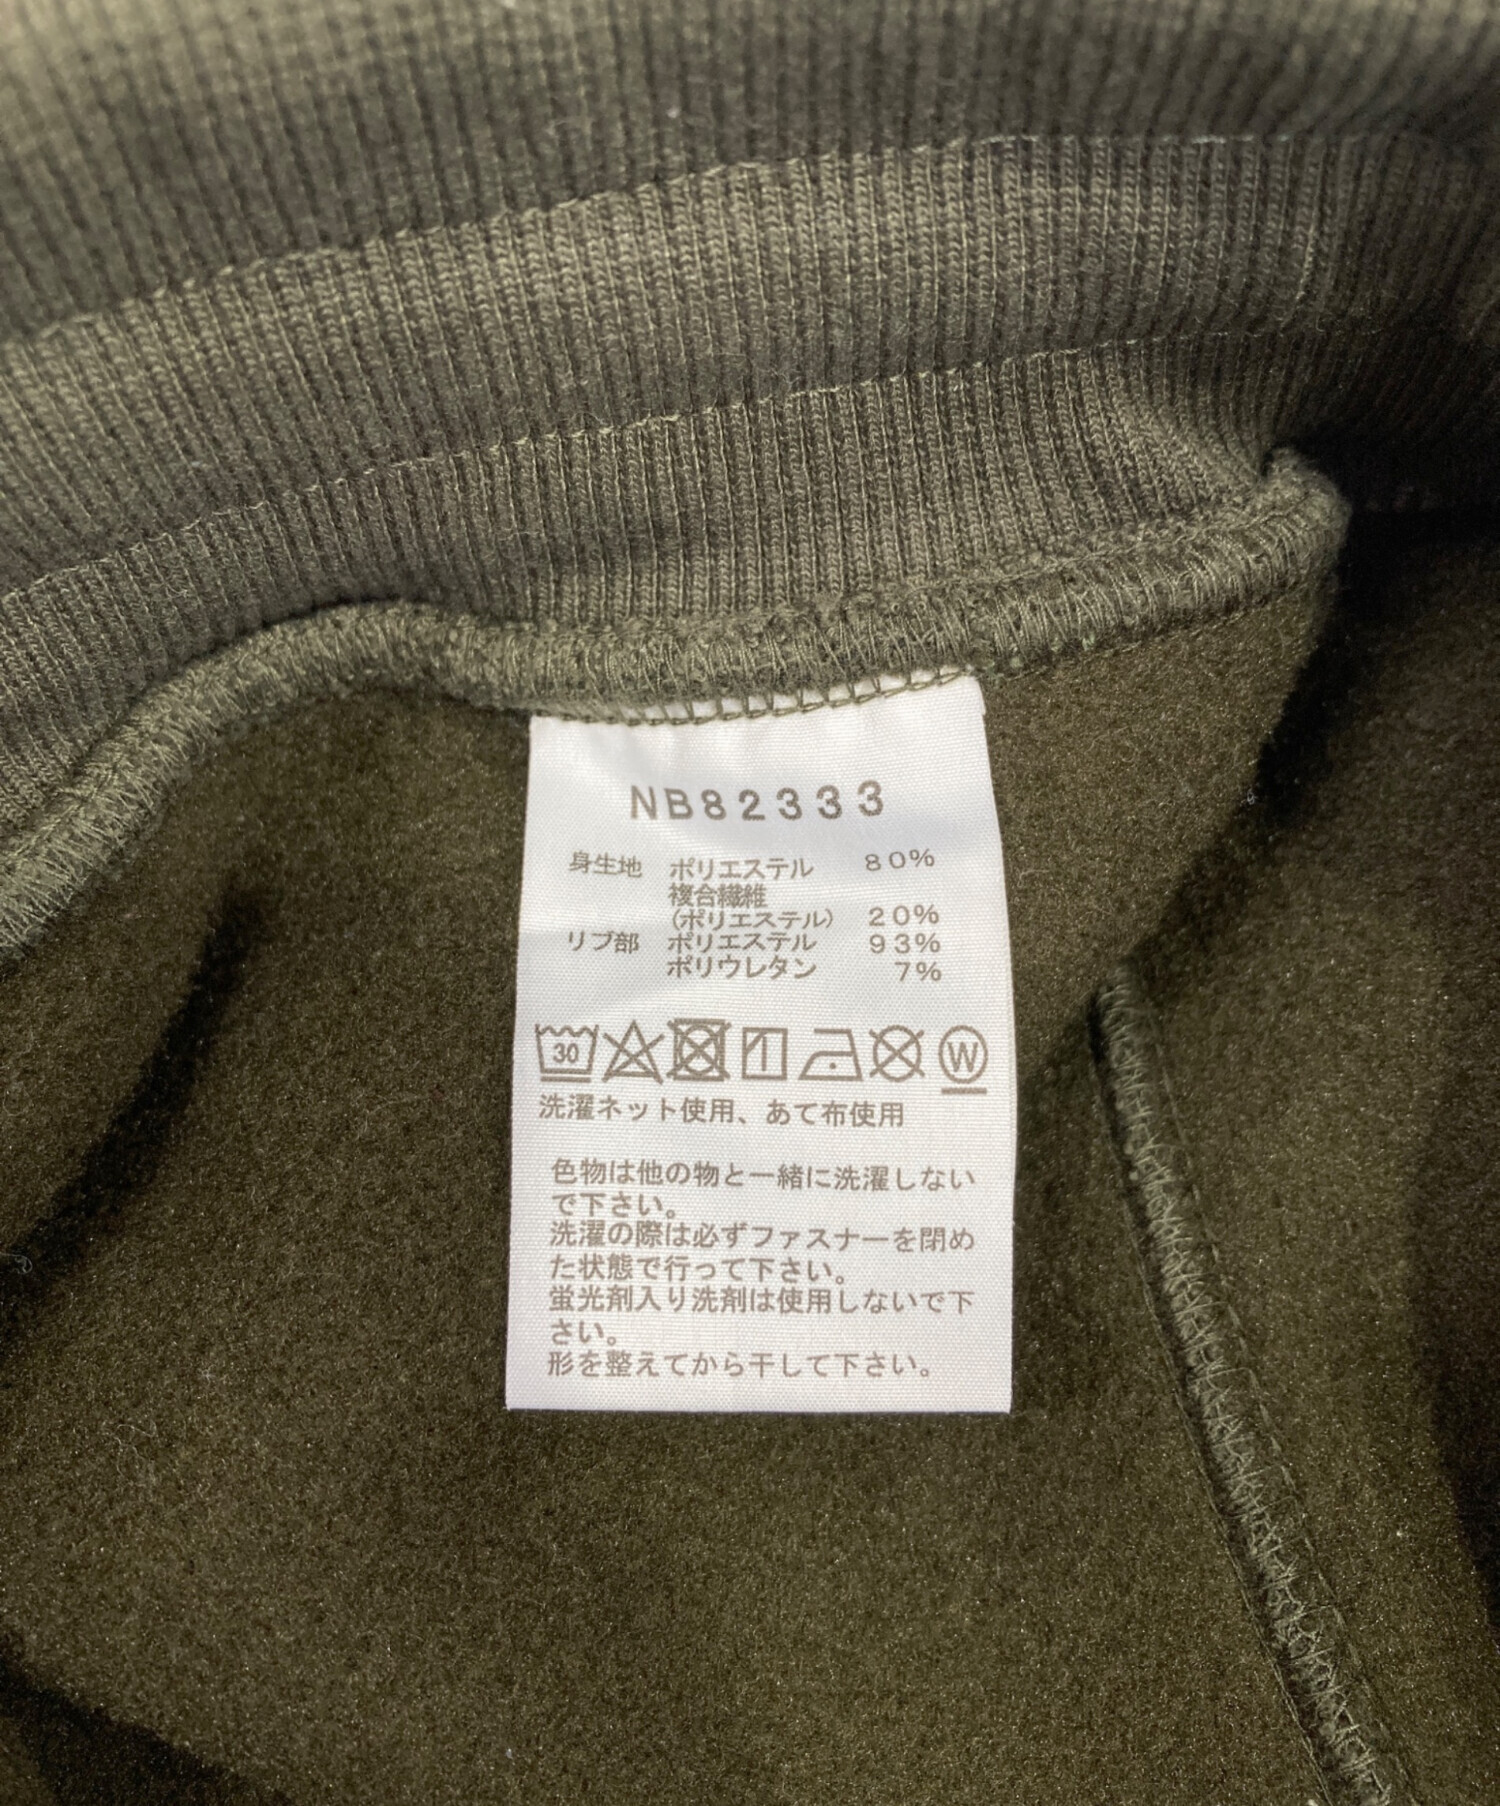 NB82333
身生地 ポリエステル 80%
複合繊維
(ポリエステル) 20%
リブ部 ポリエステル 93%
ポリウレタン 7%
30 W
洗濯ネット使用、あて布使用
色物は他の物と一緒に洗濯しない
で下さい。
洗濯の際は必ずファスナーを閉め
た状態で行って下さい。
蛍光剤入り洗剤は使用しないで下
さい。
形を整えてから干して下さい。